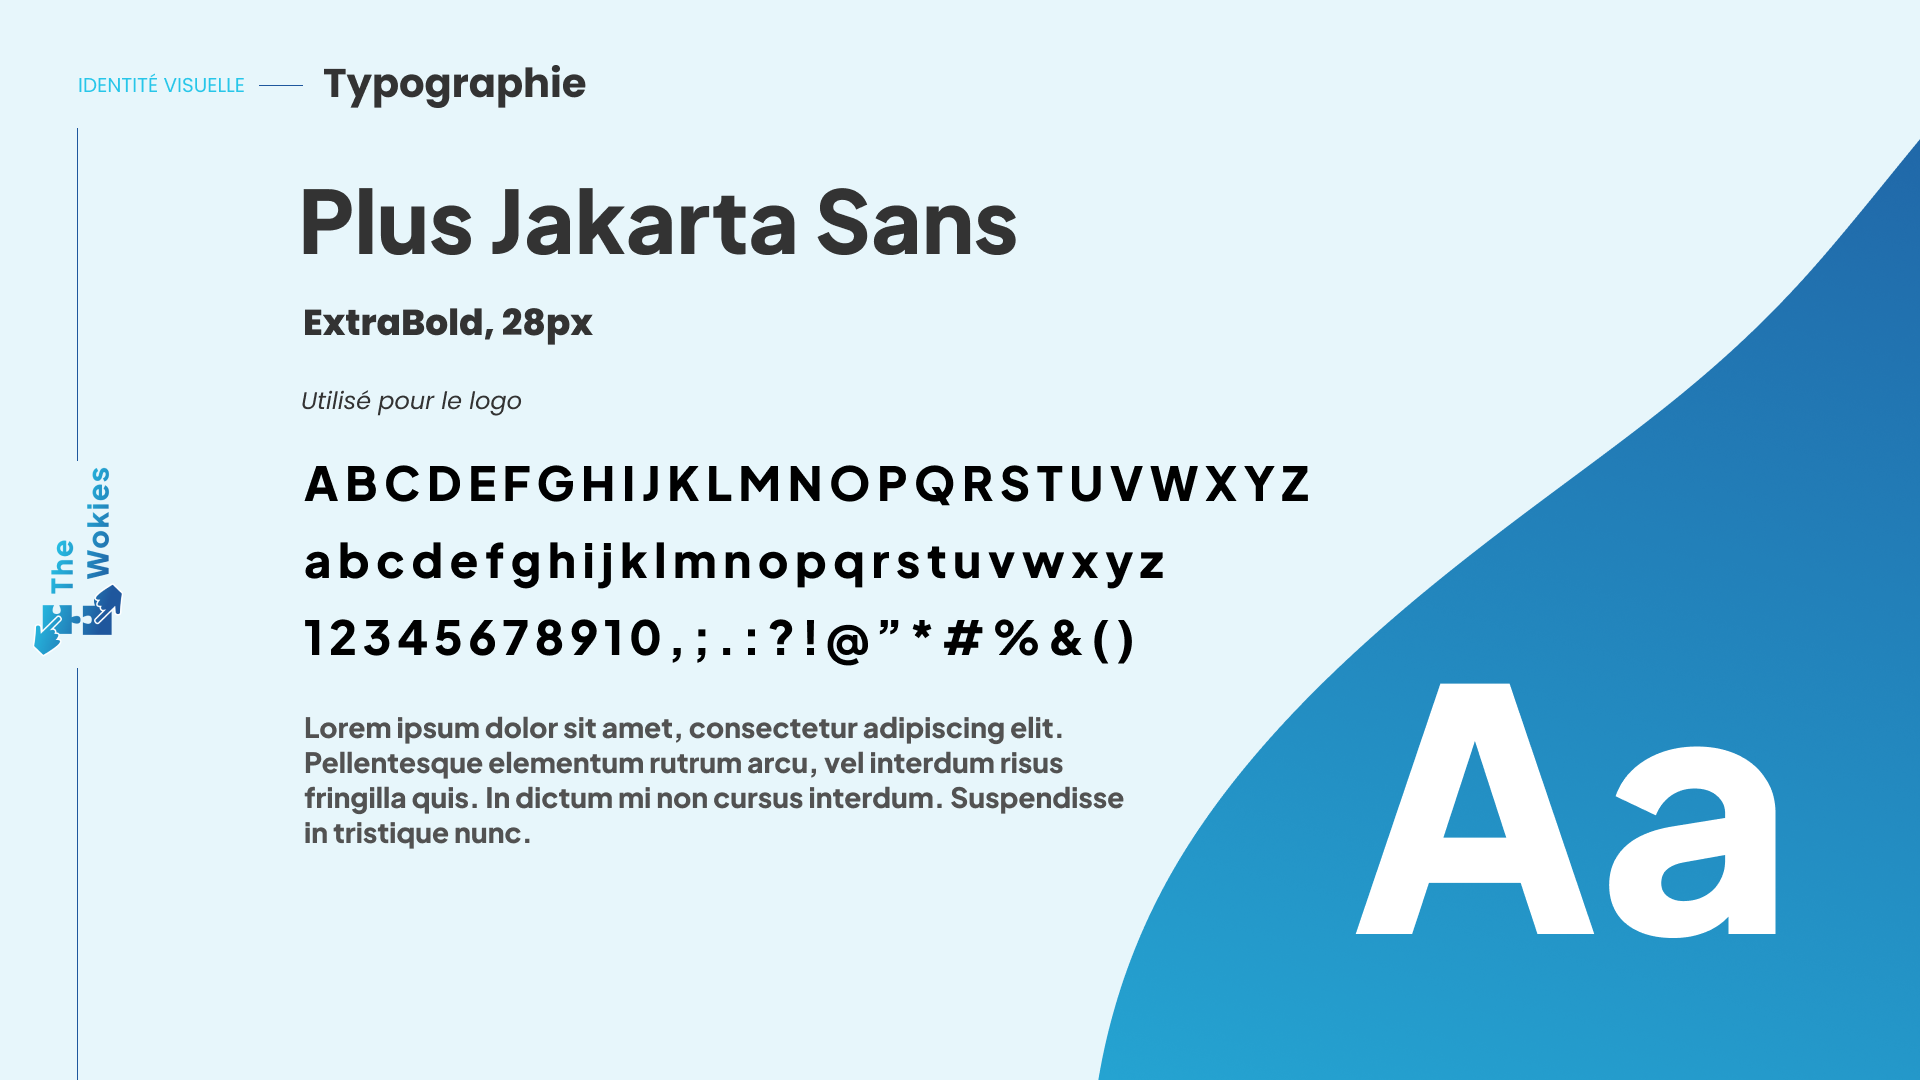 IDENTITÉ VISUELLE
Typographie
Plus Jakarta Sans
ExtraBold, 28px
Utilisé pour le logo
ABCDEFGHIJKLMNOPQRSTUVWXYZ
abcdefghijklmnopqrstuvwxyz
12345678910,;.:?!@”*#%&()
Lorem ipsum dolor sit amet, consectetur adipiscing elit.
Pellentesque elementum rutrum arcu, vel interdum risus
fringilla quis. In dictum mi non cursus interdum. Suspendisse
in tristique nunc.
The
Wokies
Aa